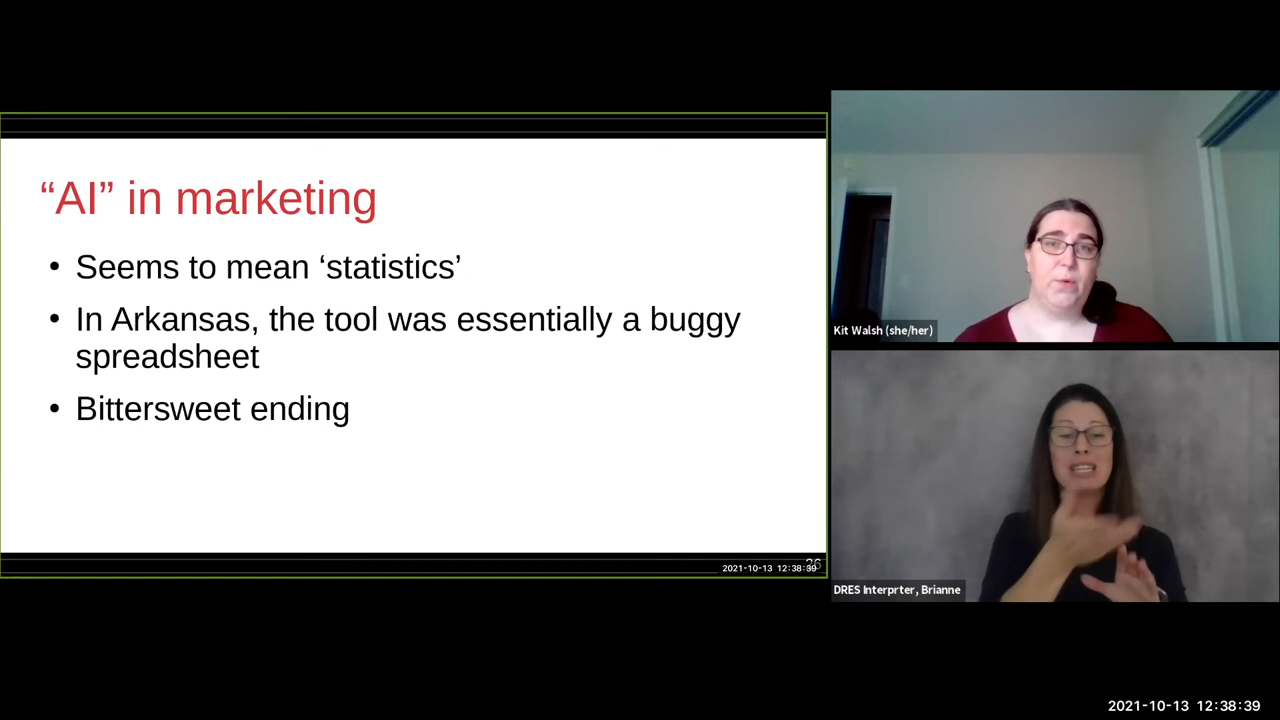 “AI” in marketing
• Seems to mean ‘statistics’
• In Arkansas, the tool was essentially a buggy
spreadsheet
• Bittersweet ending
26
2021-10-13 12:38:39
Kit Walsh (she/her)
DRES Interprter, Brianne
2021-10-13 12:38:39